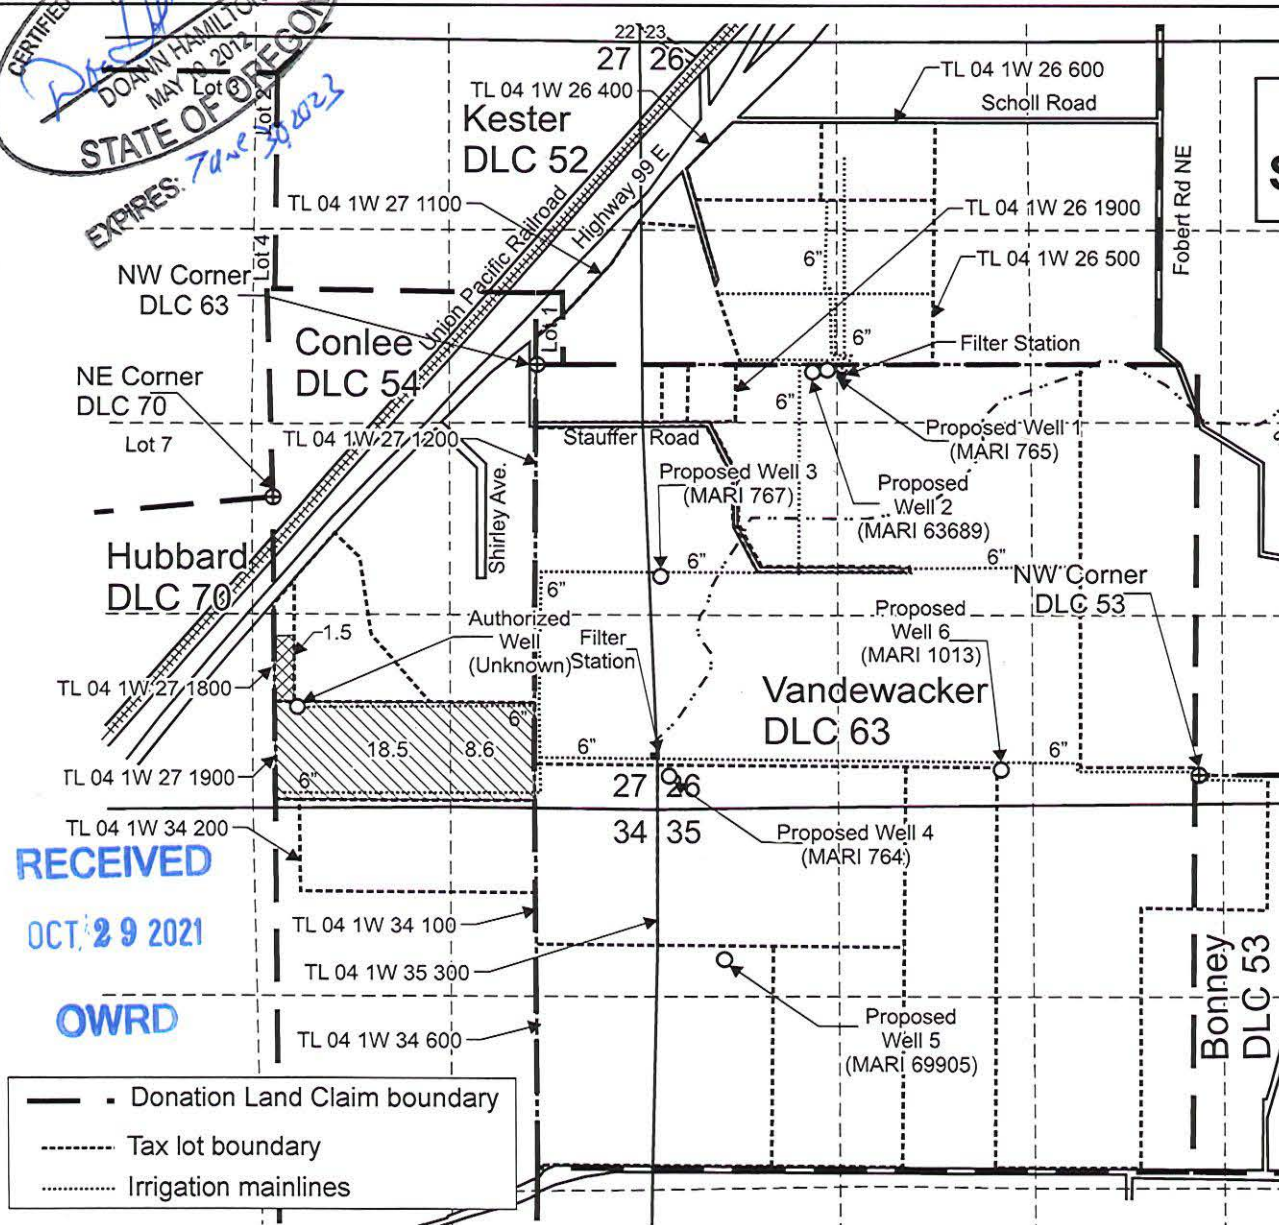 CERTIFIED
DOANN HAMILTON
MAY 10, 2012
STATE OF OREGON
EXPIRES: June 30 2023
Lot 3
Lot 2
22 23
27 26
TL 04 1W 26 400
TL 04 1W 26 600
Scholl Road
Kester
DLC 52
Highway 99 E
Union Pacific Railroad
Fobert Rd NE
TL 04 1W 27 1100
TL 04 1W 26 1900
TL 04 1W 26 500
6"
6"
Lot 4
NW Corner
DLC 63
Lot 1
Conlee
DLC 54
Filter Station
NE Corner
DLC 70
Lot 7
TL 04 1W 27 1200
Stauffer Road
6"
Proposed Well 1
(MARI 765)
Proposed Well 3
(MARI 767)
Proposed
Well 2
(MARI 63689)
Shirley Ave.
Hubbard
DLC 70
6"
6"
6"
NW Corner
DLC 53
1.5
Authorized
Well
(Unknown)
Filter
Station
Proposed
Well 6
(MARI 1013)
TL 04 1W 27 1800
Vandewacker
DLC 63
6"
18.5
8.6
6"
6"
TL 04 1W 27 1900
6"
27 26
34 35
TL 04 1W 34 200
Proposed Well 4
(MARI 764)
RECEIVED
OCT 29 2021
OWRD
TL 04 1W 34 100
TL 04 1W 35 300
TL 04 1W 34 600
Proposed
Well 5
(MARI 69905)
Bonney
DLC 53
Donation Land Claim boundary
Tax lot boundary
Irrigation mainlines